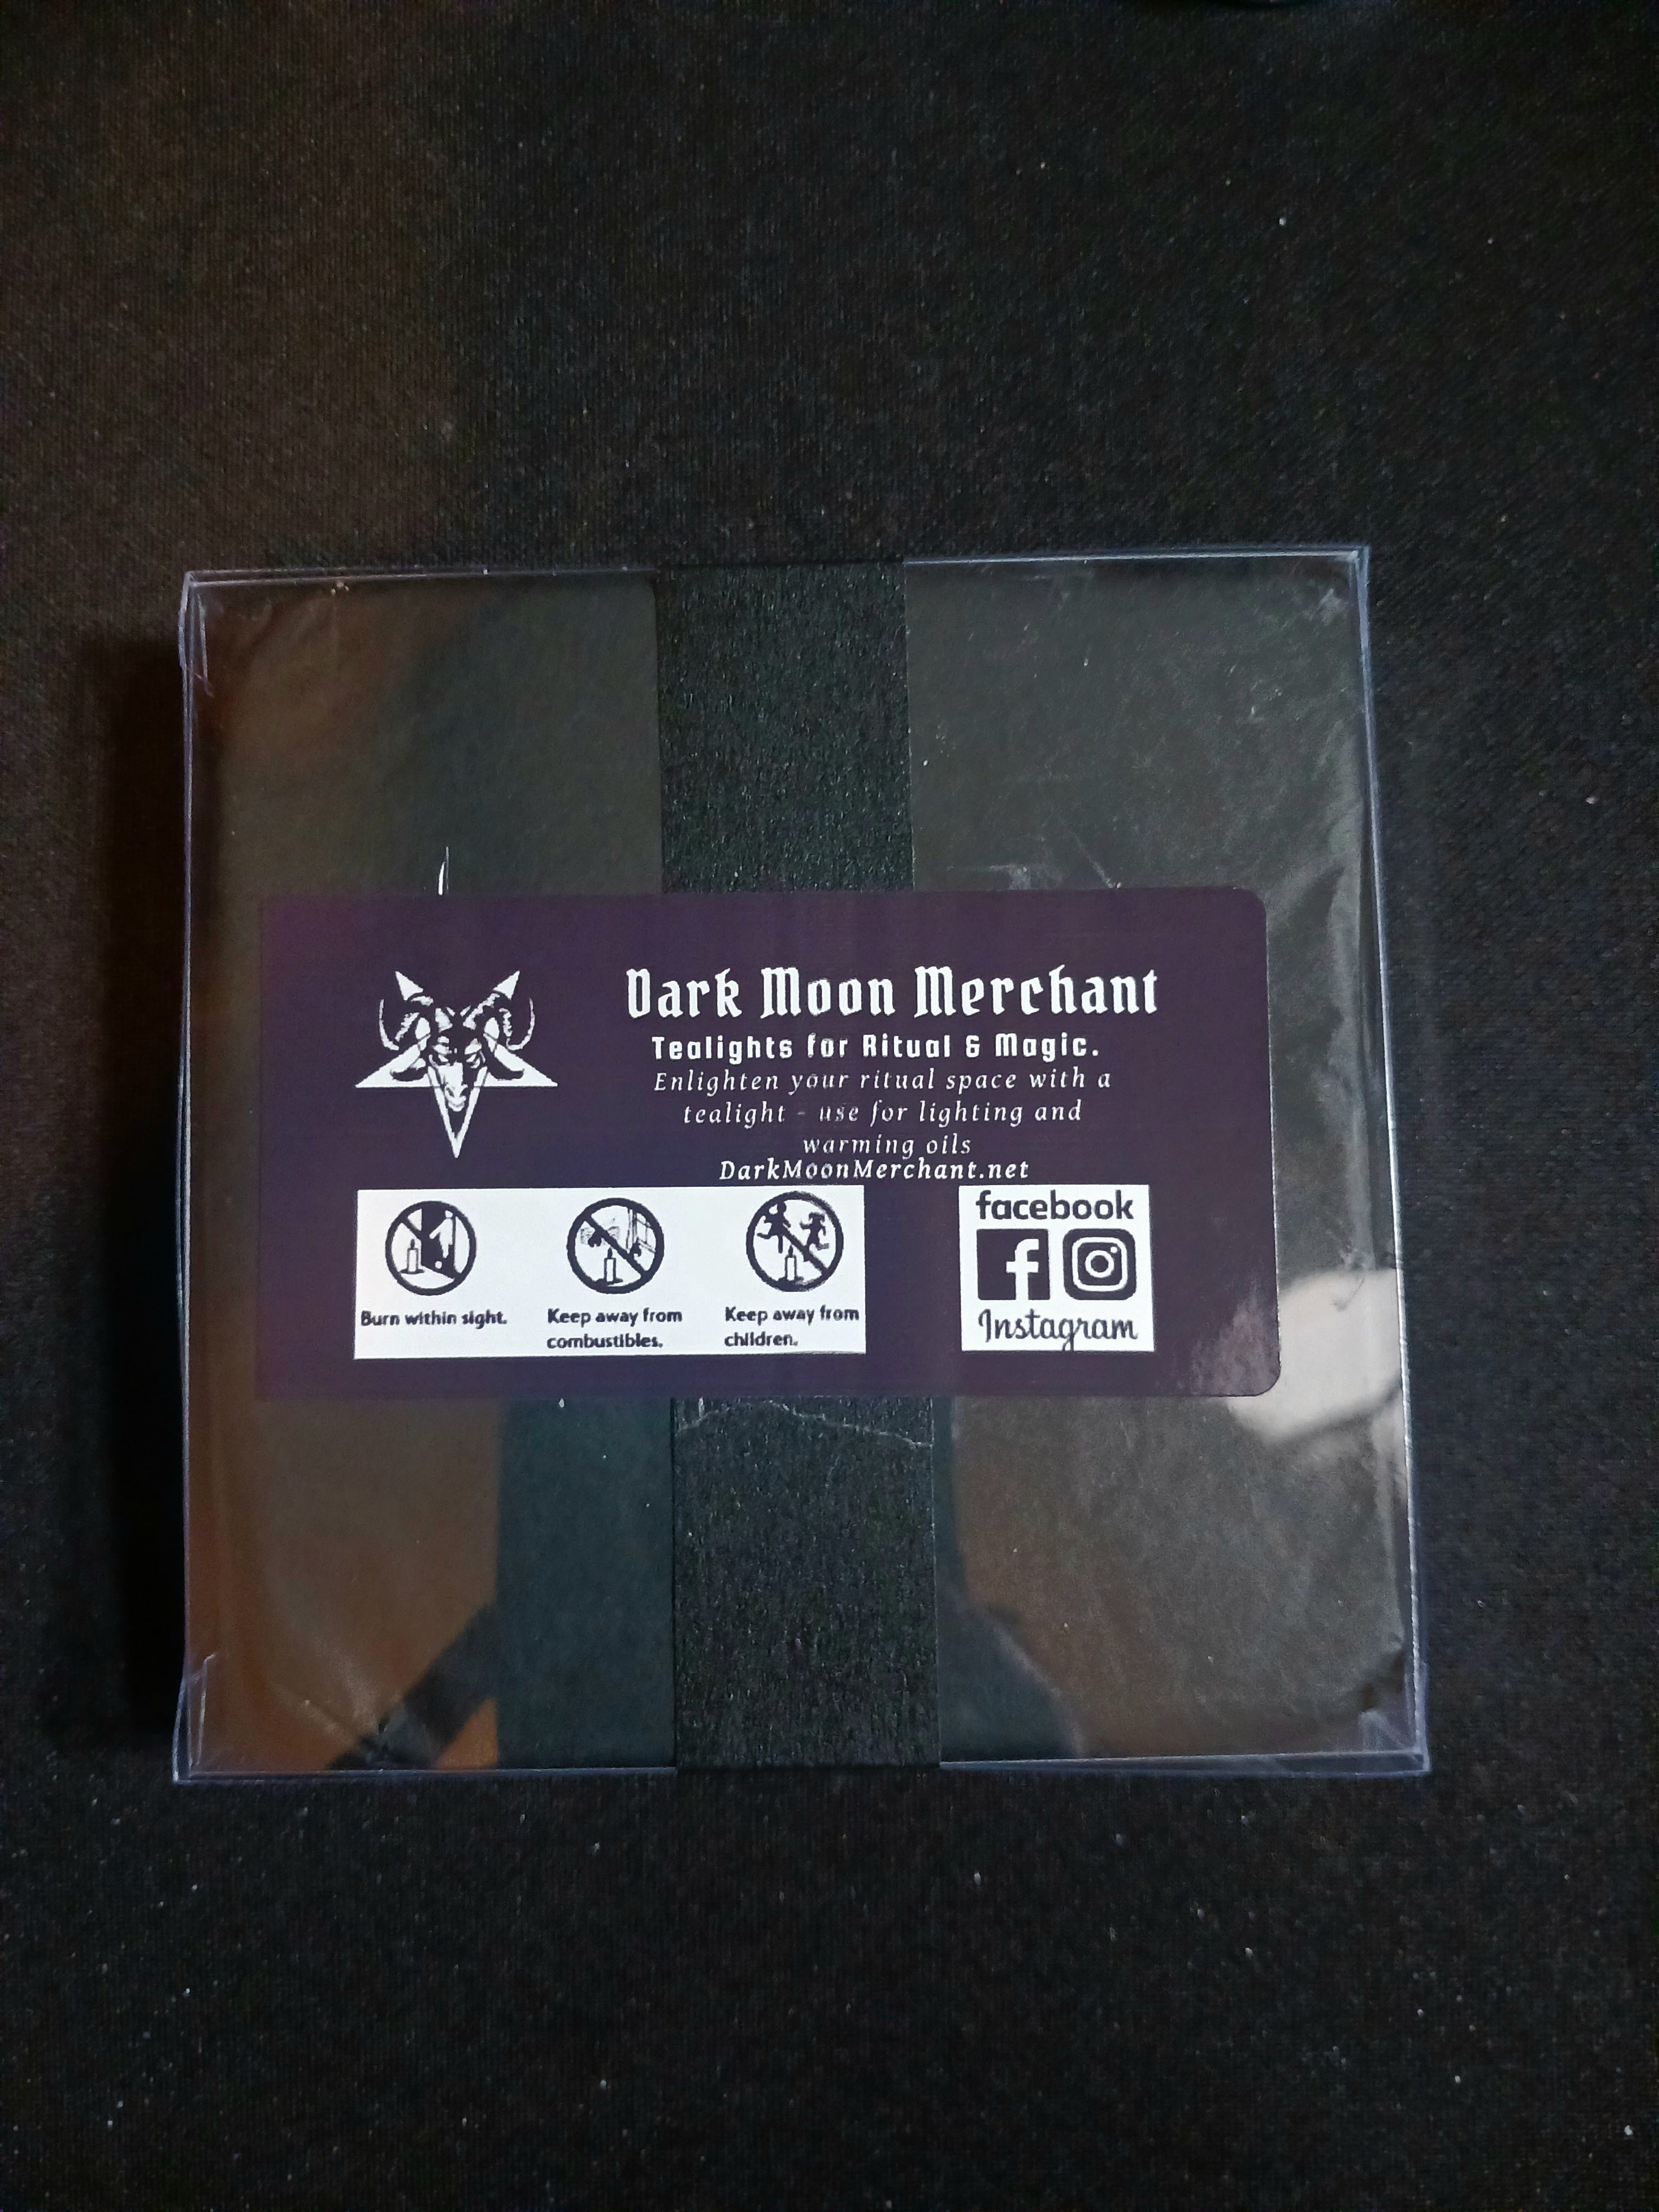 Dark Moon Merchant
Tealights for Ritual & Magic.
Enlighten your ritual space with a
tealight - use for lighting and
warming oils
DarkMoonMerchant.net
Burn within sight.
Keep away from
combustibles.
Keep away from
children.
facebook
f
Instagram